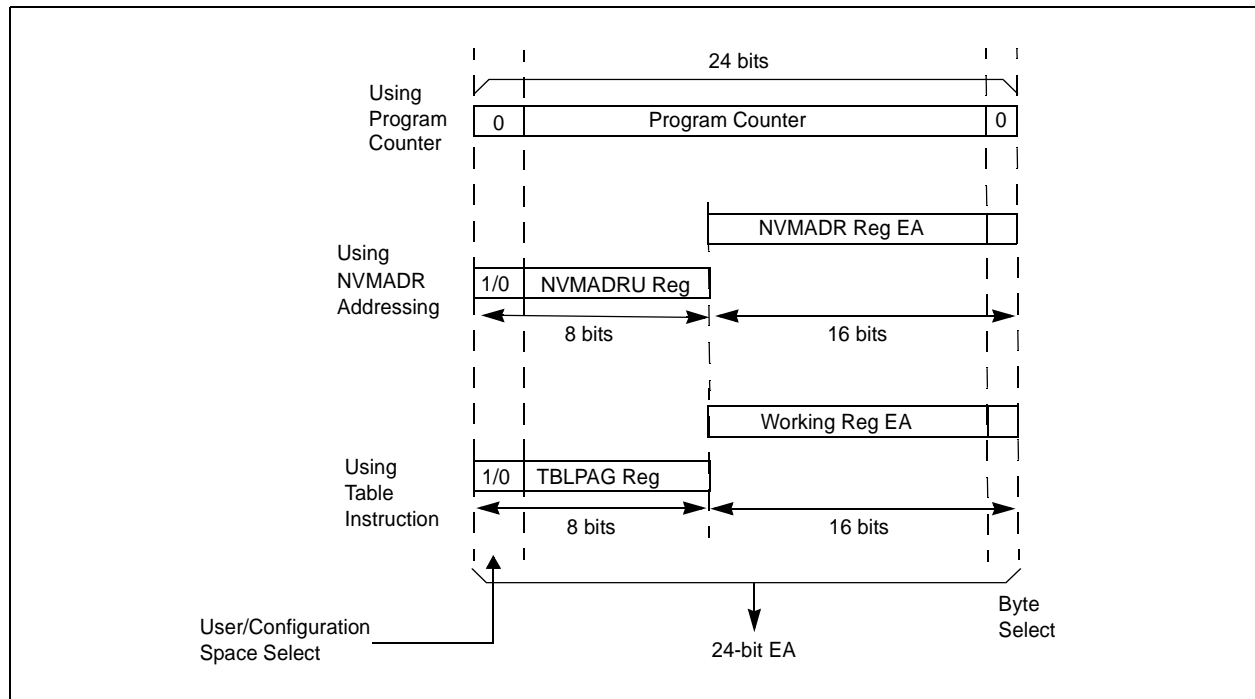 24 bits
Using
Program
Counter
0
Program Counter
0
NVMADR Reg EA
Using
NVMADR
Addressing
1/0
NVMADRU Reg
8 bits
16 bits
Working Reg EA
Using
Table
Instruction
1/0
TBLPAG Reg
8 bits
16 bits
User/Configuration
Space Select
24-bit EA
Byte
Select